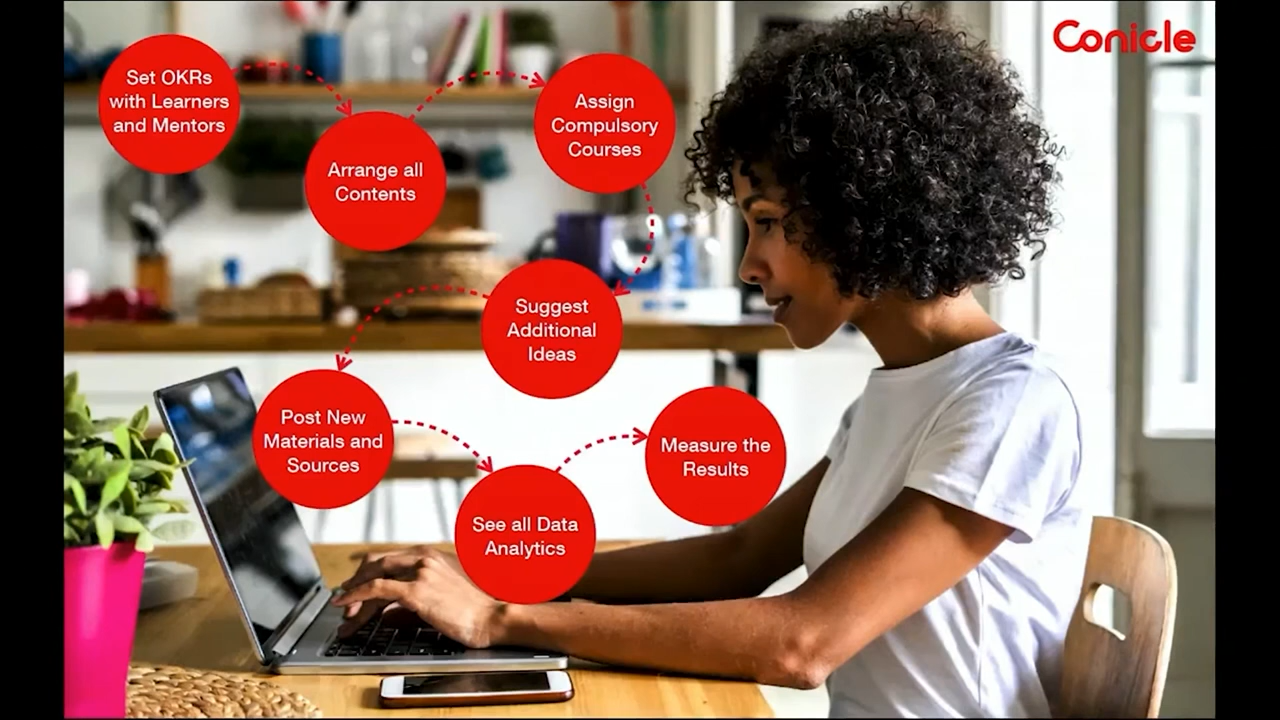 Conicle
Set OKRs
with Learners
and Mentors
Arrange all
Contents
Assign
Compulsory
Courses
Suggest
Additional
Ideas
Post New
Materials and
Sources
See all Data
Analytics
Measure the
Results